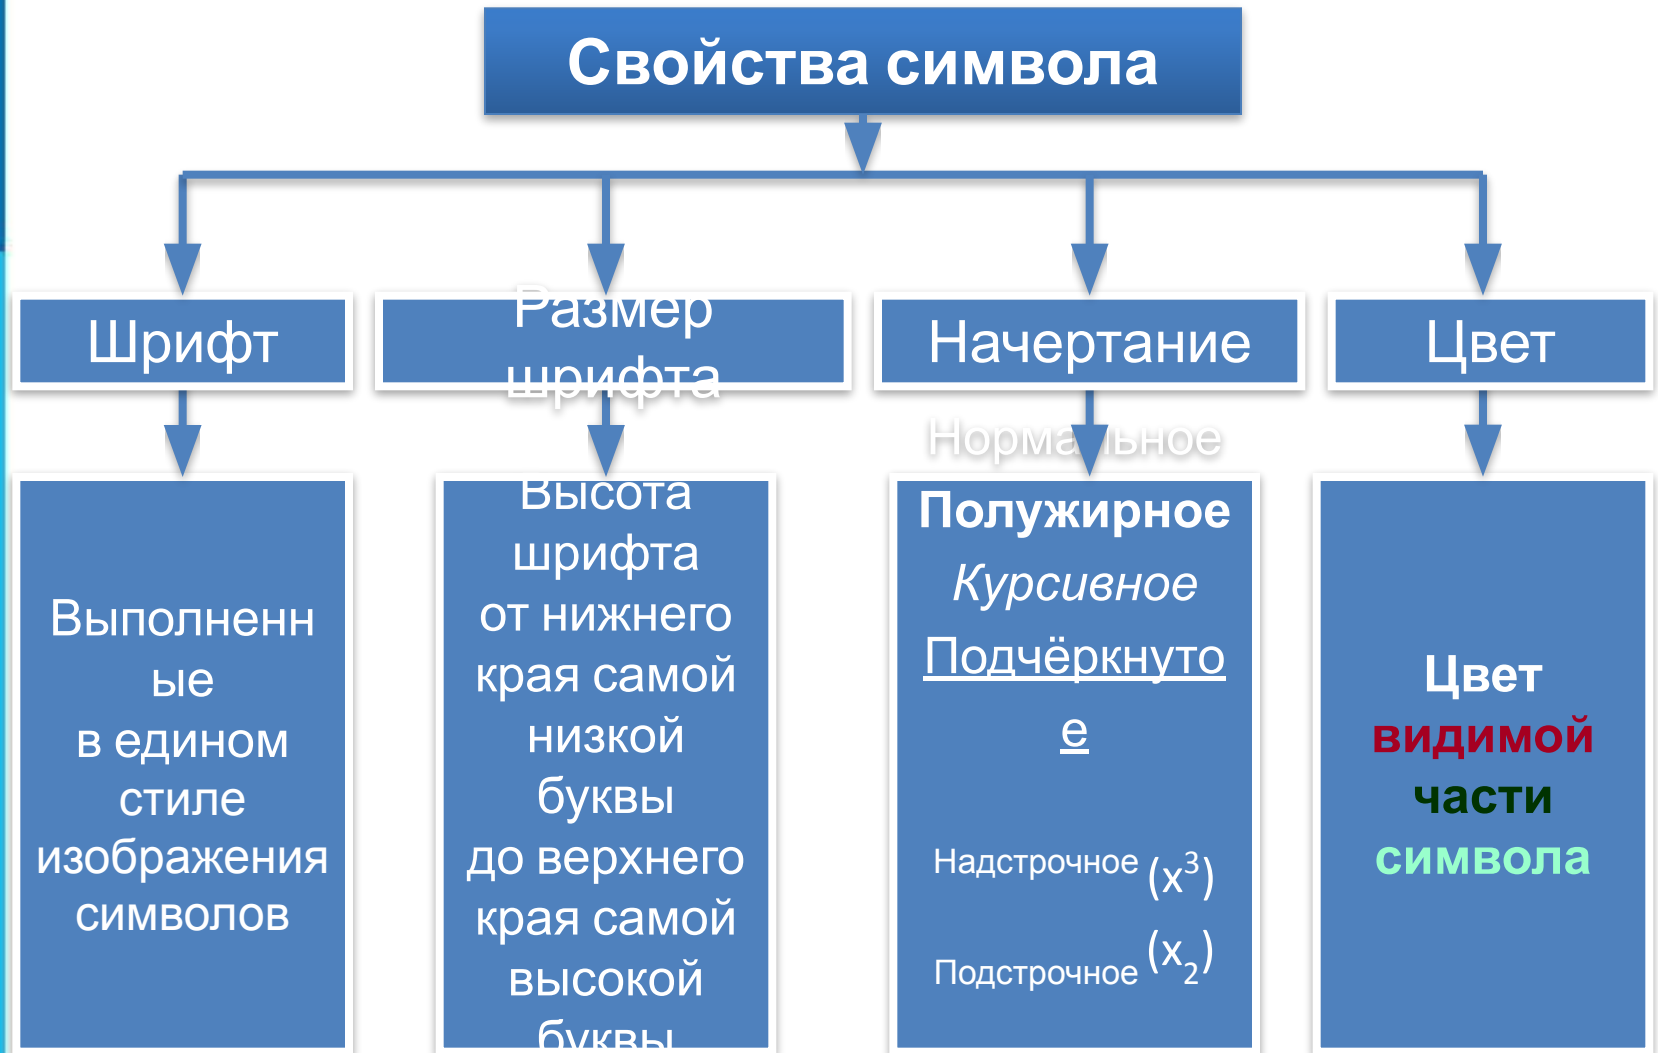 Свойства символа
Шрифт
Размер
шрифта
Начертание
Цвет
Выполненн
ые
в едином
стиле
изображения
символов
Высота
шрифта
от нижнего
края самой
низкой
буквы
до верхнего
края самой
высокой
буквы
Нормальное
Полужирное
Курсивное
Подчёркнуто
е
Надстрочное (x³)
Подстрочное (x₂)
Цвет
видимой
части
символа